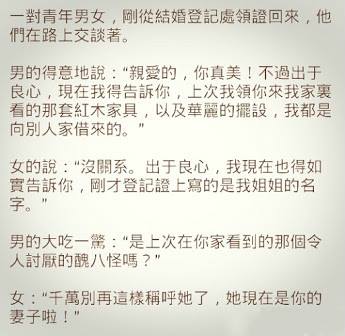 一對青年男女，剛從結婚登記處領證回來，他
們在路上交談著。
男的得意地說：“親愛的，你真美！不過出于
良心，現在我得告訴你，上次我領你來我家裏
看的那套紅木家具，以及華麗的擺設，我都是
向別人家借來的。”
女的說：“沒關系。出于良心，我現在也得如
實告訴你，剛才登記證上寫的是我姐姐的名
字。”
男的大吃一驚：“是上次在你家看到的那個令
人討厭的醜八怪嗎？”
女：“千萬別再這樣稱呼她了，她現在是你的
妻子啦！”